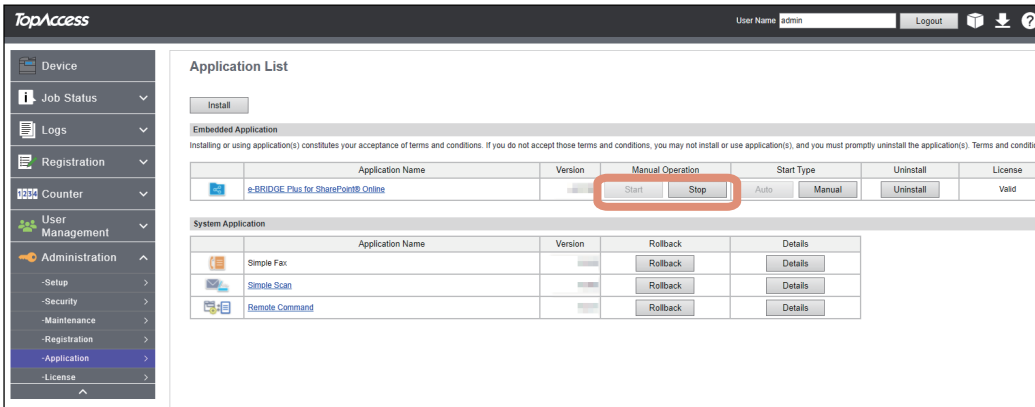 TopAccess
User Name admin Logout
Device
Job Status
Logs
Registration
1234 Counter
User
Management
Administration
-Setup
-Security
-Maintenance
-Registration
-Application
-License
Application List
Install
Embedded Application
Installing or using application(s) constitutes your acceptance of terms and conditions. If you do not accept those terms and conditions, you may not install or use application(s), and you must promptly uninstall the application(s). Terms and conditi
Application Name Version Manual Operation Start Type Uninstall License
e-BRIDGE Plus for SharePoint® Online Start Stop Auto Manual Uninstall Valid
System Application
Application Name Version Rollback Details
Simple Fax Rollback Details
Simple Scan Rollback Details
Remote Command Rollback Details